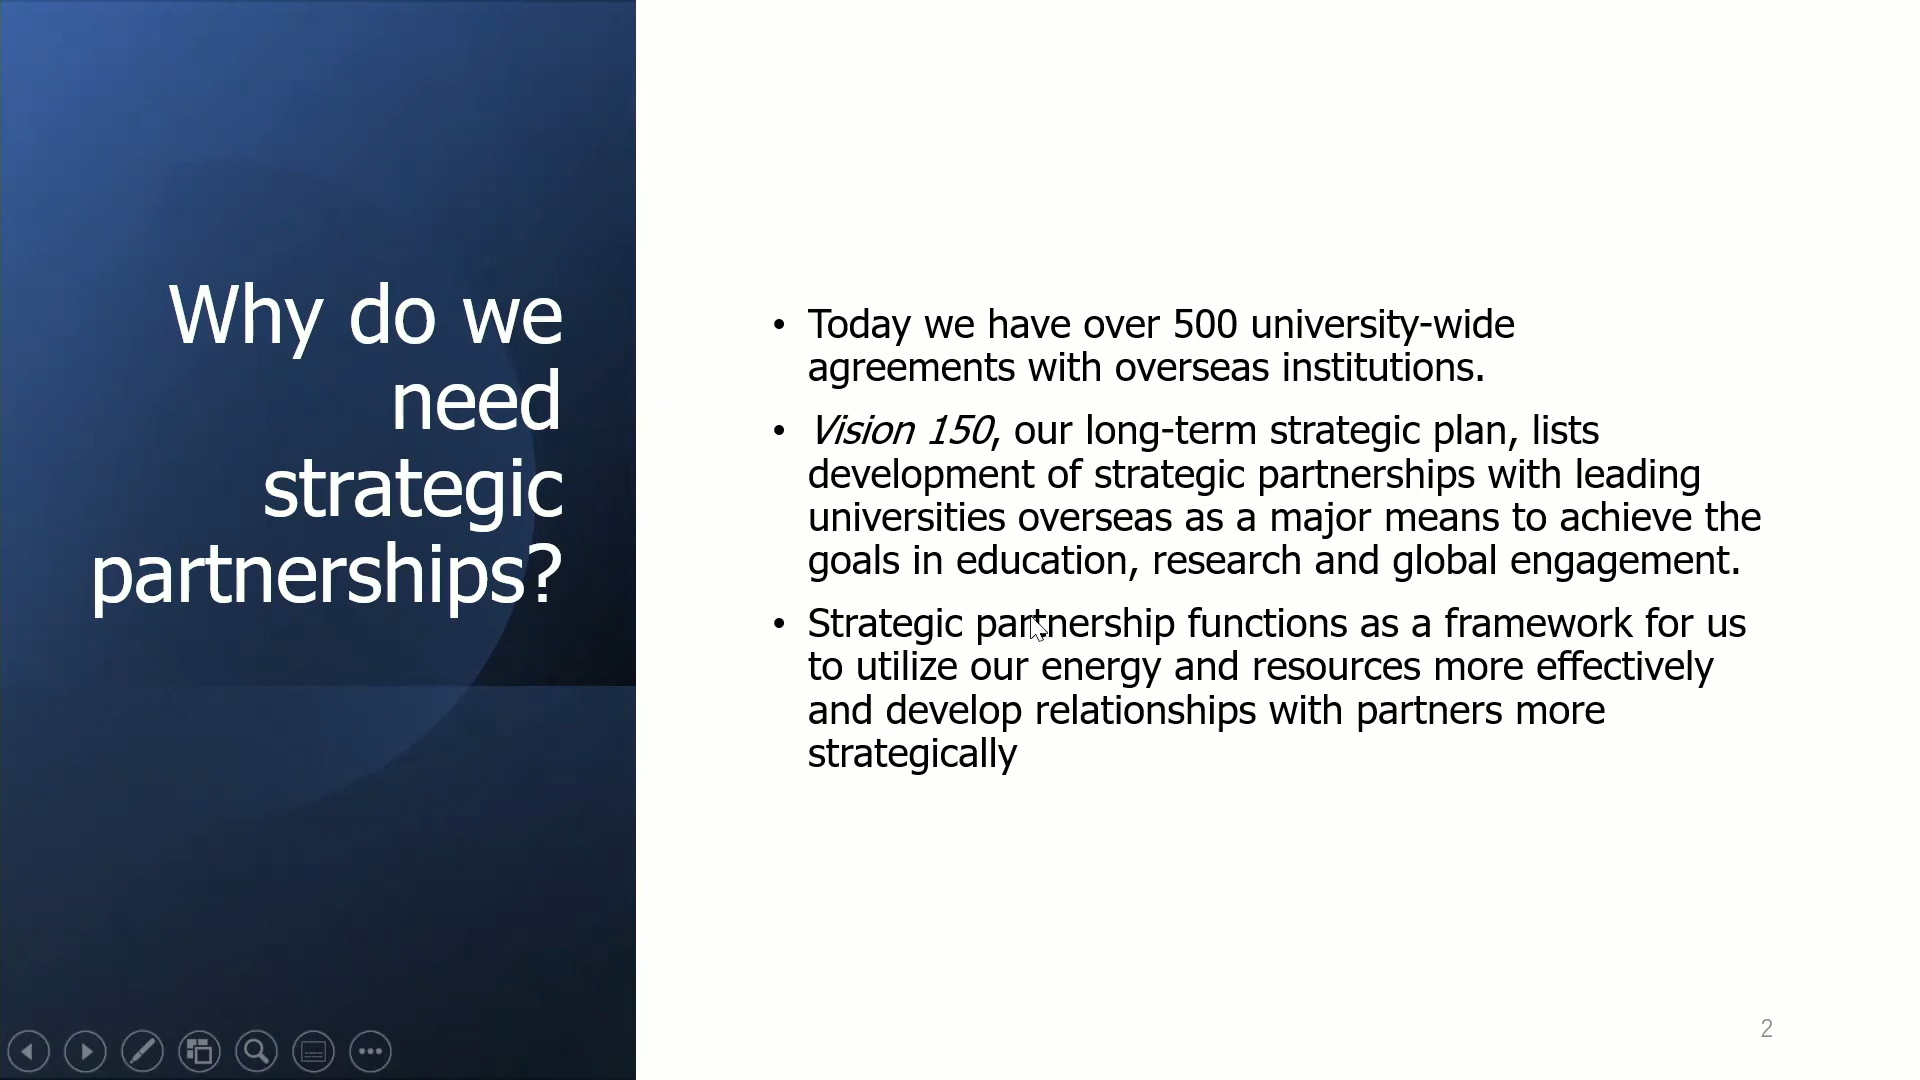 Why do we
need
strategic
partnerships?
• Today we have over 500 university-wide
agreements with overseas institutions.
• Vision 150, our long-term strategic plan, lists
development of strategic partnerships with leading
universities overseas as a major means to achieve the
goals in education, research and global engagement.
• Strategic partnership functions as a framework for us
to utilize our energy and resources more effectively
and develop relationships with partners more
strategically
2